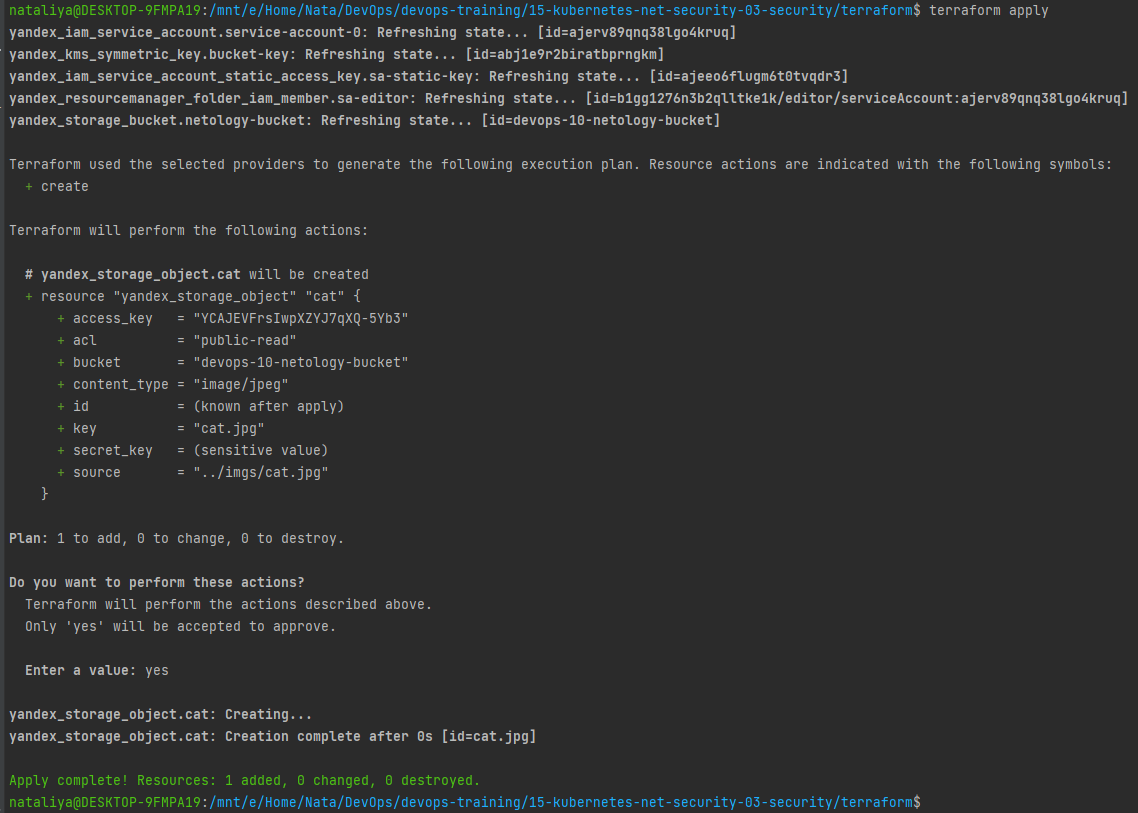 nataliya@DESKTOP-9FMPA19:/mnt/e/Home/Nata/DevOps/devops-training/15-kubernetes-net-security-03-security/terraform$ terraform apply
yandex_iam_service_account.service-account-0: Refreshing state... [id=ajerv89qnq38lgo4kruq]
yandex_kms_symmetric_key.bucket-key: Refreshing state... [id=abj1e9r2biratbprngkm]
yandex_iam_service_account_static_access_key.sa-static-key: Refreshing state... [id=ajeeo6flugm6t0tvqdr3]
yandex_resourcemanager_folder_iam_member.sa-editor: Refreshing state... [id=b1gg1276n3b2qlltke1k/editor/serviceAccount:ajerv89qnq38lgo4kruq]
yandex_storage_bucket.netology-bucket: Refreshing state... [id=devops-10-netology-bucket]
Terraform used the selected providers to generate the following execution plan. Resource actions are indicated with the following symbols:
+ create
Terraform will perform the following actions:
# yandex_storage_object.cat will be created
+ resource "yandex_storage_object" "cat" {
+ access_key = "YCAJEVFrsIwpXZYJ7qXQ-5Yb3"
+ acl = "public-read"
+ bucket = "devops-10-netology-bucket"
+ content_type = "image/jpeg"
+ id = (known after apply)
+ key = "cat.jpg"
+ secret_key = (sensitive value)
+ source = "../imgs/cat.jpg"
}
Plan: 1 to add, 0 to change, 0 to destroy.
Do you want to perform these actions?
Terraform will perform the actions described above.
Only 'yes' will be accepted to approve.
Enter a value: yes
yandex_storage_object.cat: Creating...
yandex_storage_object.cat: Creation complete after 0s [id=cat.jpg]
Apply complete! Resources: 1 added, 0 changed, 0 destroyed.
nataliya@DESKTOP-9FMPA19:/mnt/e/Home/Nata/DevOps/devops-training/15-kubernetes-net-security-03-security/terraform$